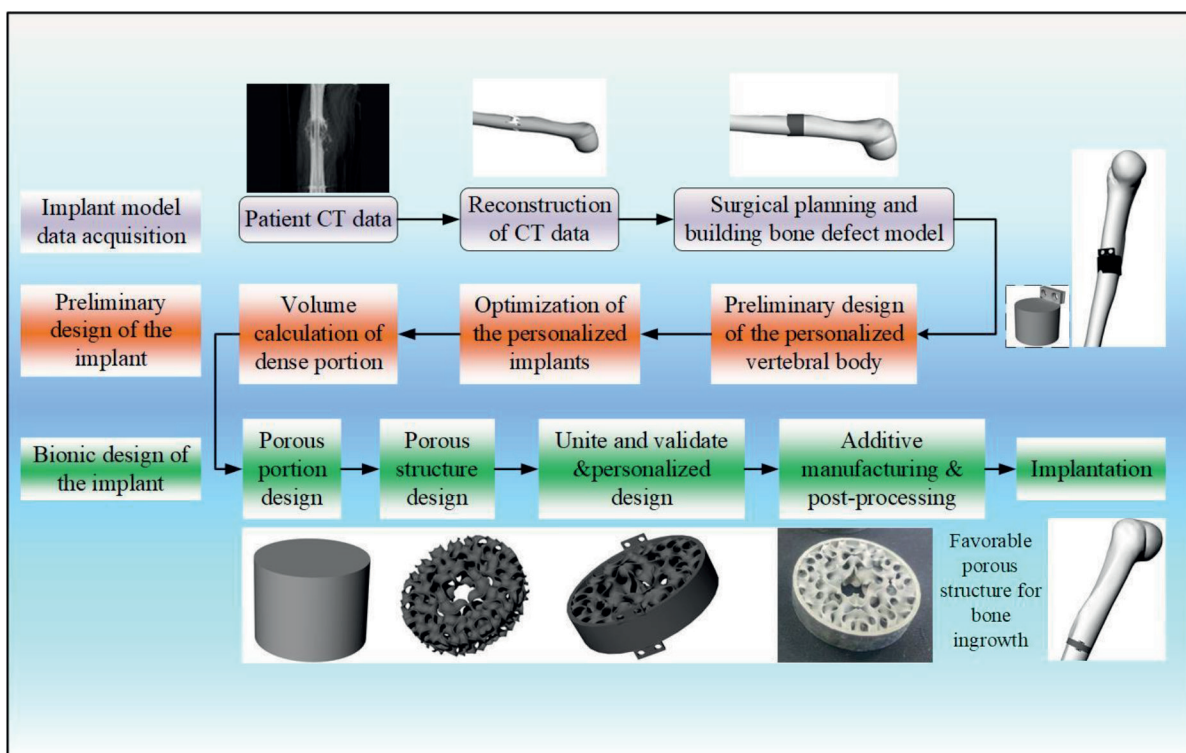 Implant model
data acquisition
Patient CT data
Reconstruction
of CT data
Surgical planning and
building bone defect model
Preliminary
design of the
implant
Volume
calculation of
dense portion
Optimization of
the personalized
implants
Preliminary design
of the personalized
vertebral body
Bionic design of
the implant
Porous
portion
design
Porous
structure
design
Unite and validate
&personalized
design
Additive
manufacturing &
post-processing
Implantation
Favorable
porous
structure for
bone
ingrowth